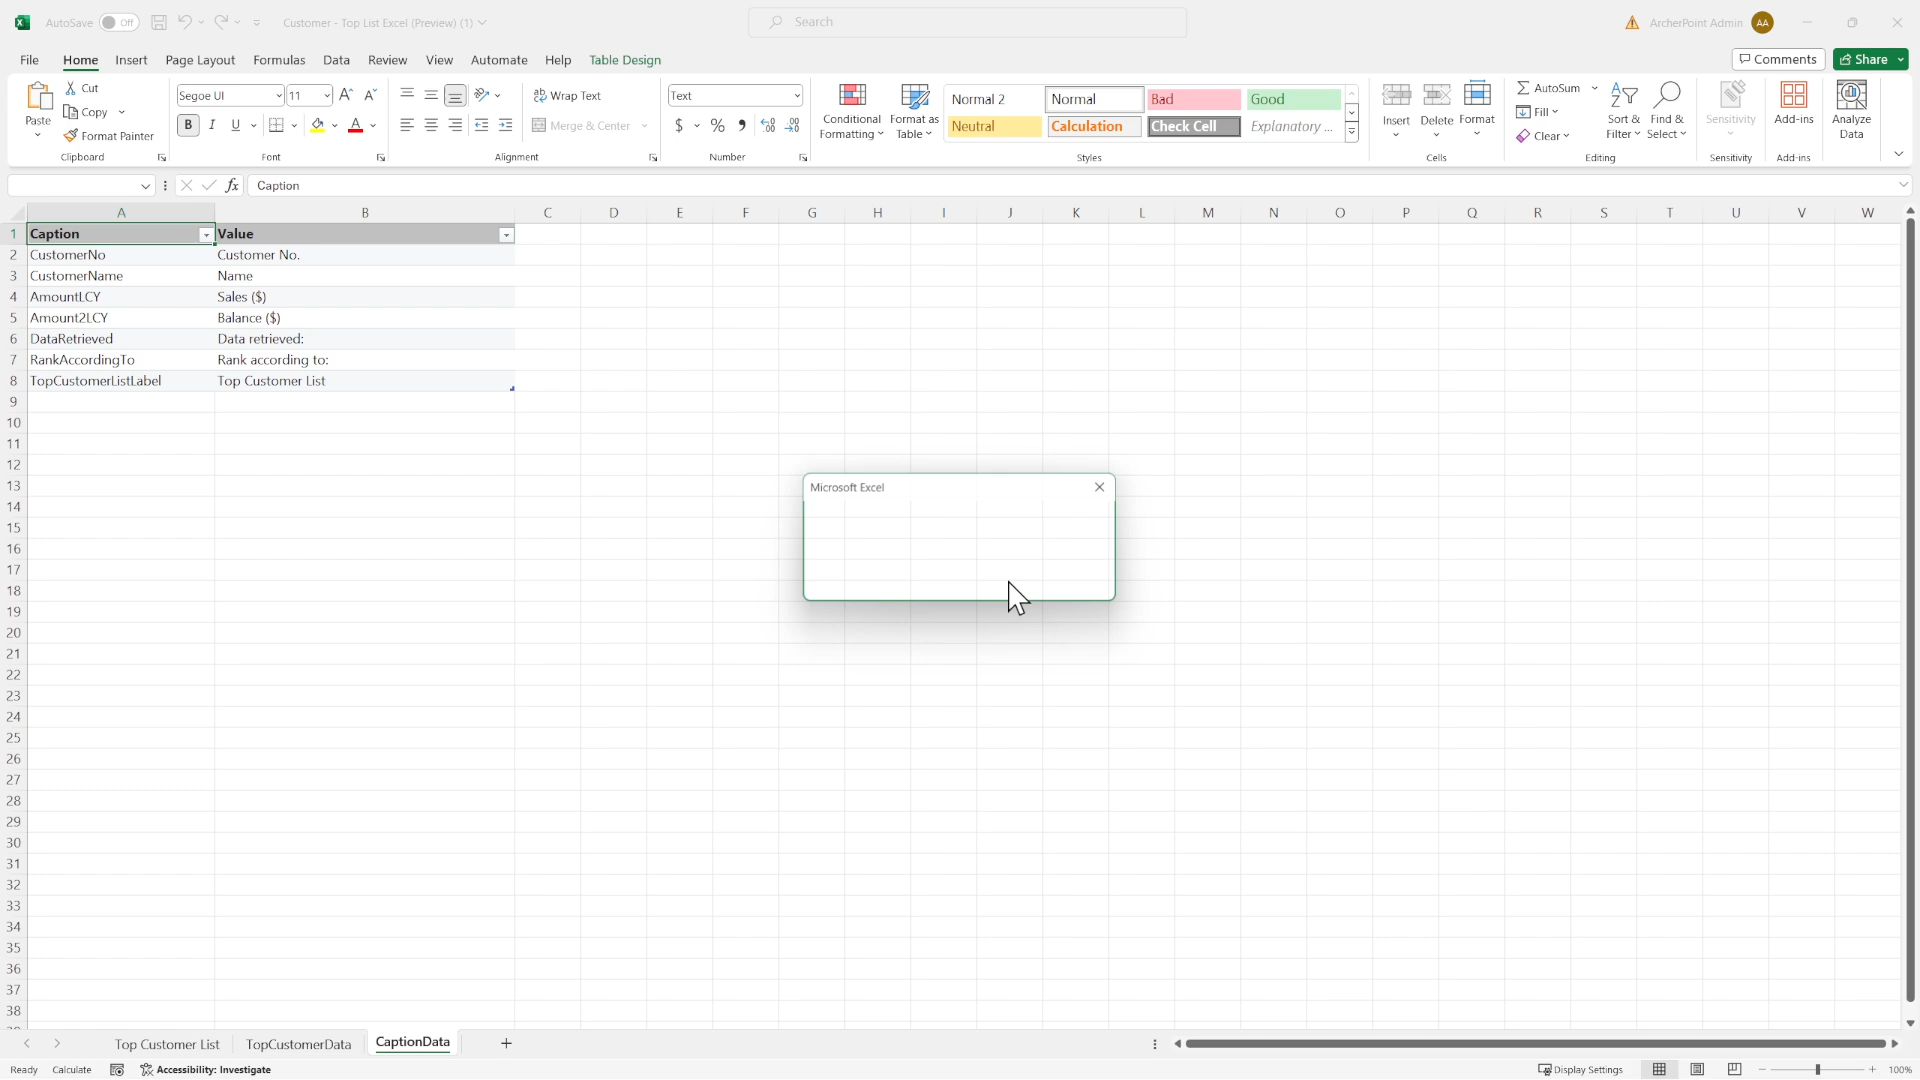 AutoSave Off Customer - Top List Excel (Preview) (1) Search ArcherPoint Admin AA
File Home Insert Page Layout Formulas Data Review View Automate Help Table Design Comments Share
Paste Cut Copy Format Painter Clipboard
Segoe UI 11 B I U A Font
Wrap Text Merge & Center Alignment
Text $ % Number
Conditional Formatting Format as Table Normal 2 Normal Bad Good Neutral Calculation Check Cell Explanatory ... Styles
Insert Delete Format Cells
AutoSum Fill Clear Sort & Filter Find & Select Editing
Sensitivity Sensitivity Add-ins Add-ins Analyze Data
fx Caption
A B C D E F G H I J K L M N O P Q R S T U V W
1 Caption Value
2 CustomerNo Customer No.
3 CustomerName Name
4 AmountLCY Sales ($)
5 Amount2LCY Balance ($)
6 DataRetrieved Data retrieved:
7 RankAccordingTo Rank according to:
8 TopCustomerListLabel Top Customer List
9
10
11
12
13 Microsoft Excel
14
15
16
17
18
19
20
21
22
23
24
25
26
27
28
29
30
31
32
33
34
35
36
37
38
Top Customer List TopCustomerData CaptionData
Ready Calculate Accessibility: Investigate Display Settings 100%